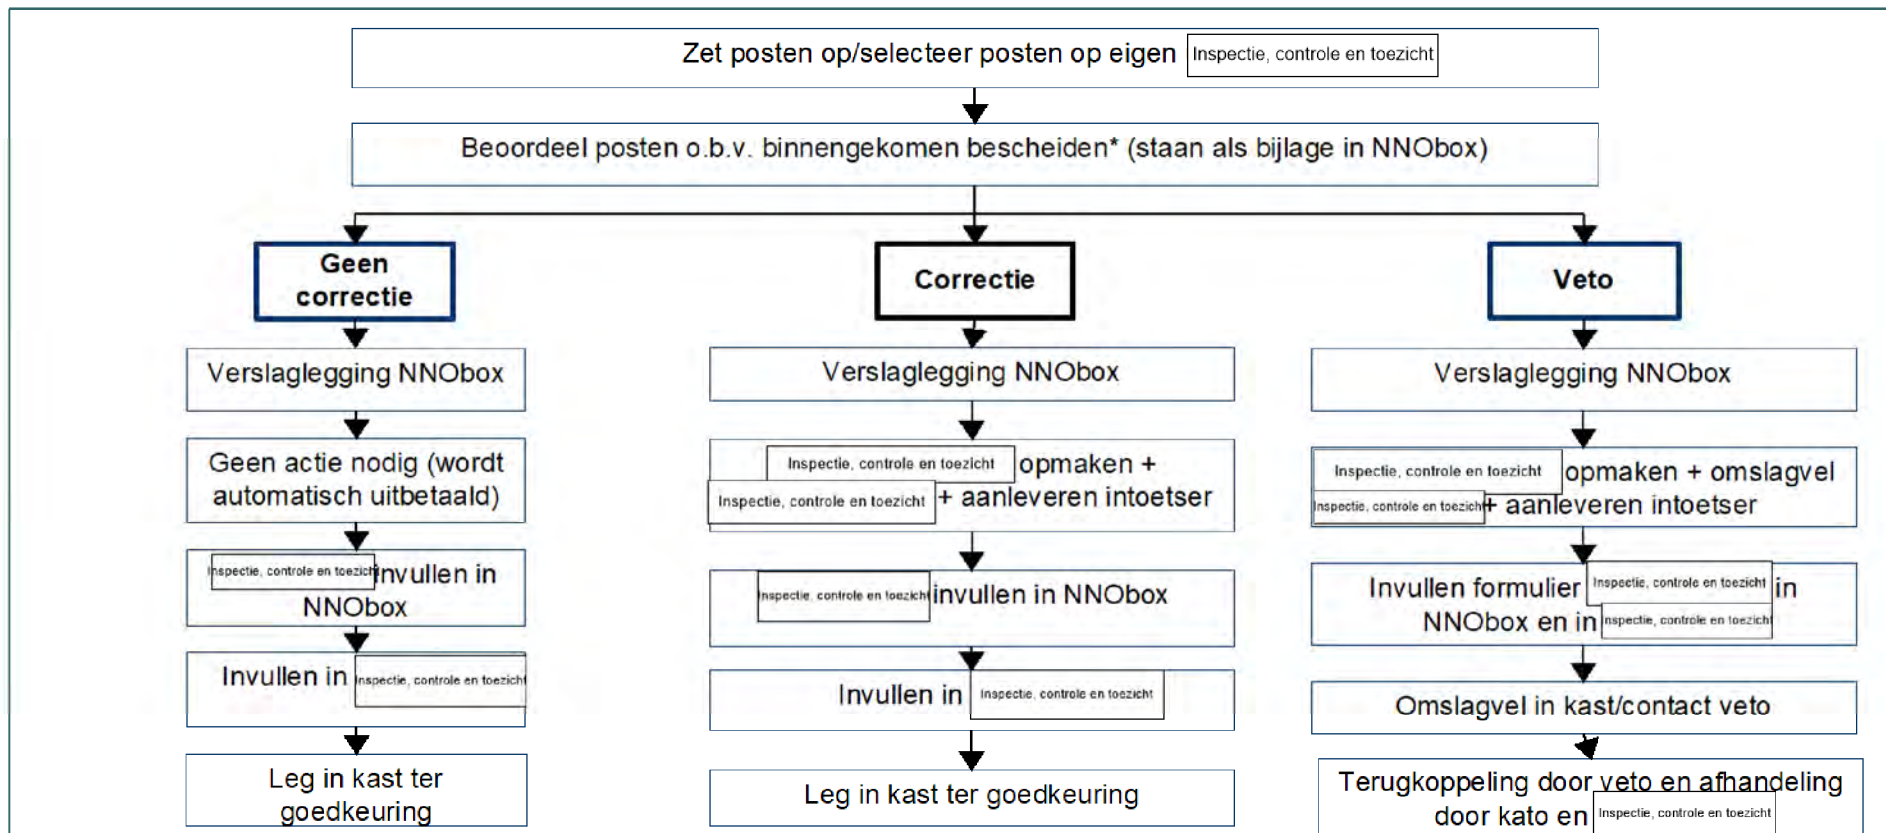 Zet posten op/selecteer posten op eigen Inspectie, controle en toezicht
Beoordeel posten o.b.v. binnengekomen bescheiden* (staan als bijlage in NNObox)
Geen
correctie
Verslaglegging NNObox
Geen actie nodig (wordt
automatisch uitbetaald)
Inspectie, controle en toezicht invullen in
NNObox
Invullen in Inspectie, controle en toezicht
Leg in kast ter
goedkeuring
Correctie
Verslaglegging NNObox
Inspectie, controle en toezicht opmaken +
Inspectie, controle en toezicht + aanleveren intoetser
Inspectie, controle en toezicht invullen in NNObox
Invullen in Inspectie, controle en toezicht
Leg in kast ter goedkeuring
Veto
Verslaglegging NNObox
Inspectie, controle en toezicht opmaken + omslagvel
Inspectie, controle en toezicht + aanleveren intoetser
Invullen formulier Inspectie, controle en toezicht in
NNObox en in Inspectie, controle en toezicht
Omslagvel in kast/contact veto
Terugkoppeling door veto en afhandeling
door kato en Inspectie, controle en toezicht